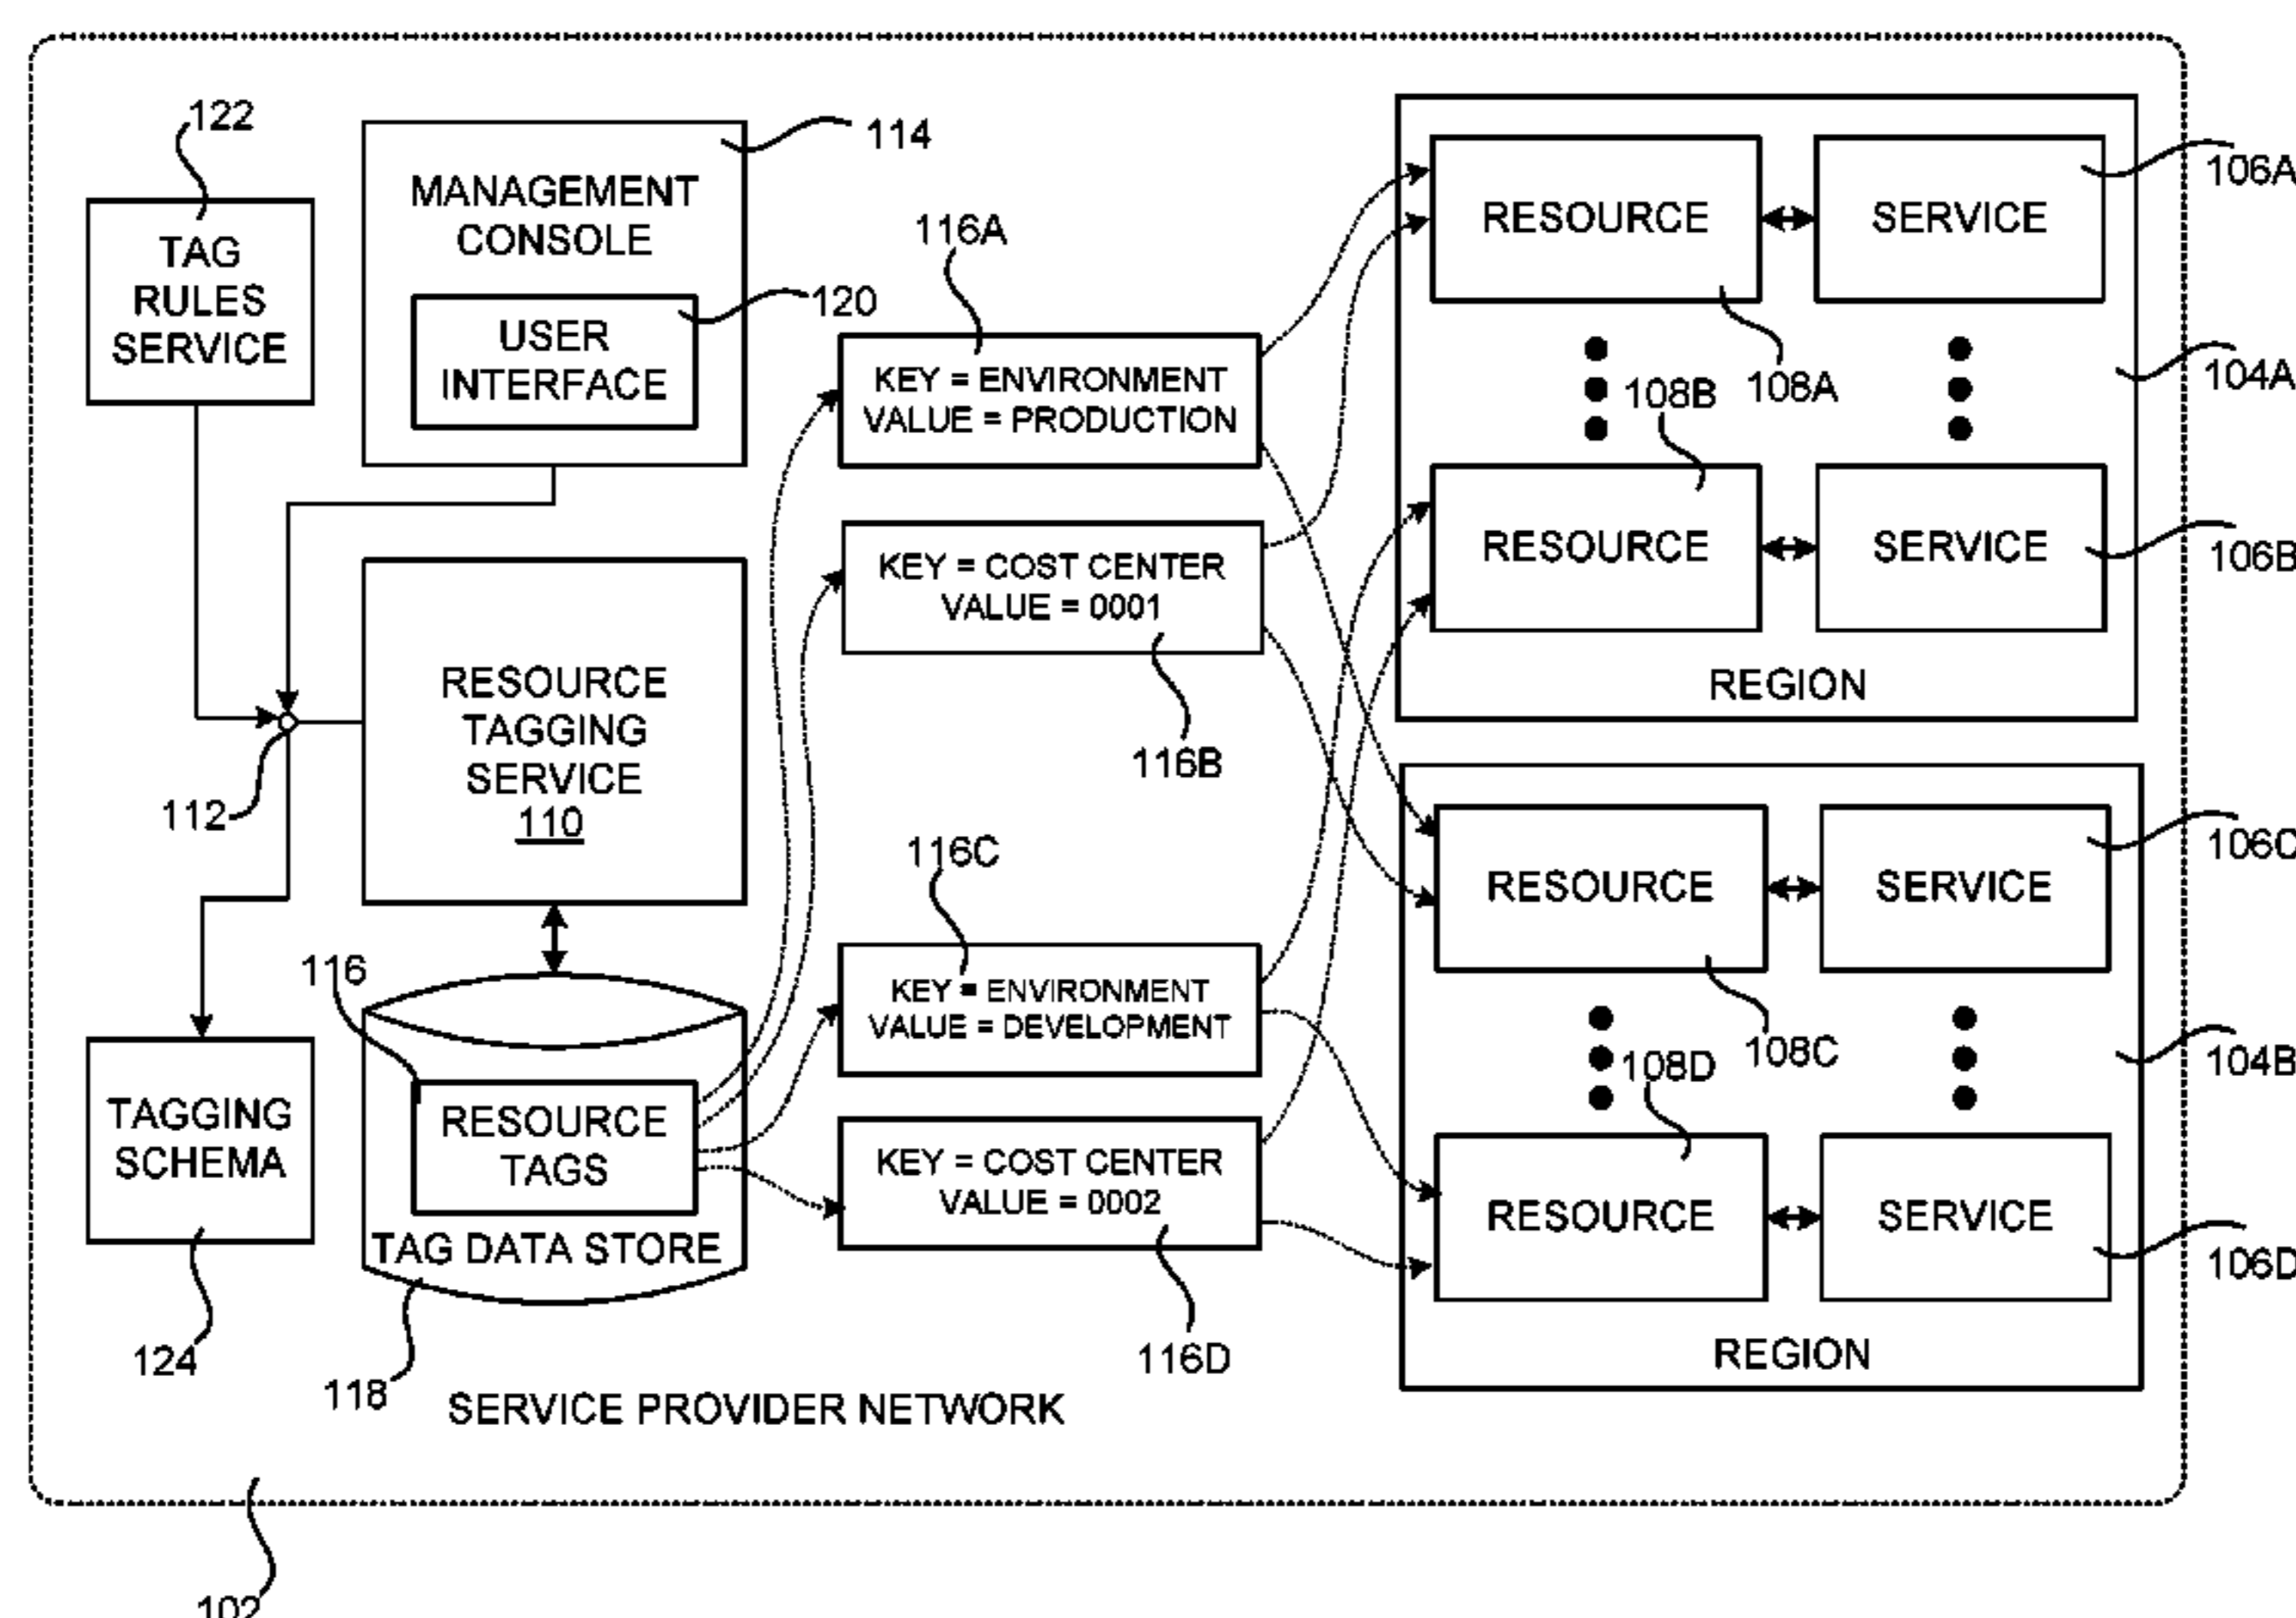 122
TAG
RULES
SERVICE
114
MANAGEMENT
CONSOLE
120
USER
INTERFACE
112
RESOURCE
TAGGING
SERVICE
110
TAGGING
SCHEMA
124
116
RESOURCE
TAGS
TAG DATA STORE
118
116A
KEY = ENVIRONMENT
VALUE = PRODUCTION
KEY = COST CENTER
VALUE = 0001
116B
116C
KEY = ENVIRONMENT
VALUE = DEVELOPMENT
KEY = COST CENTER
VALUE = 0002
116D
RESOURCE
SERVICE
106A
108A
108B
104A
RESOURCE
SERVICE
106B
REGION
RESOURCE
SERVICE
106C
108C
108D
104B
RESOURCE
SERVICE
106D
REGION
SERVICE PROVIDER NETWORK
102